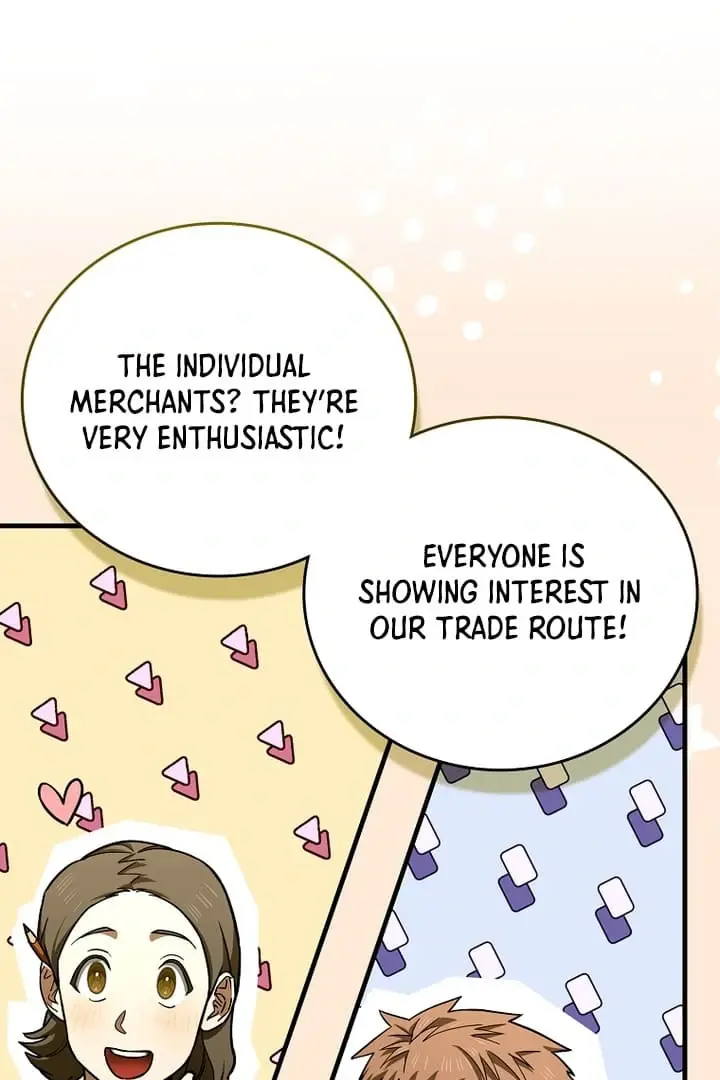 THE INDIVIDUAL
MERCHANTS? THEY'RE
VERY ENTHUSIASTIC!
EVERYONE IS
SHOWING INTEREST IN
OUR TRADE ROUTE!